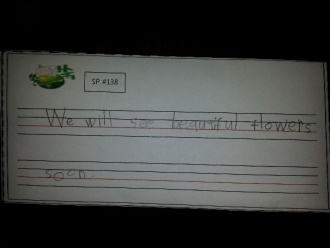 SP #138
We will see beautiful flowers
soon.